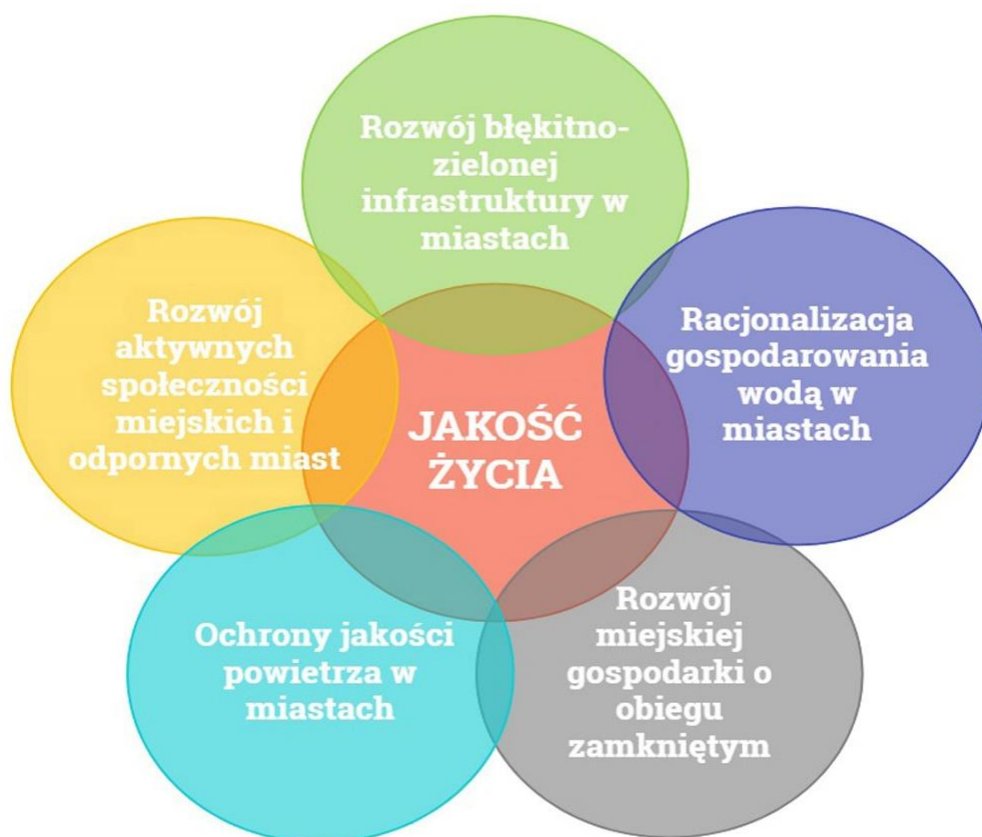 Rozwój błękitno-
zielonej
infrastruktury w
miastach
Rozwój
aktywnych
społeczności
miejskich i
odpornych miast
JAKOŚĆ
ŻYCIA
Racjonalizacja
gospodarowania
wodą w
miastach
Ochrony jakości
powietrza w
miastach
Rozwój
miejskiej
gospodarki o
obiegu
zamkniętym